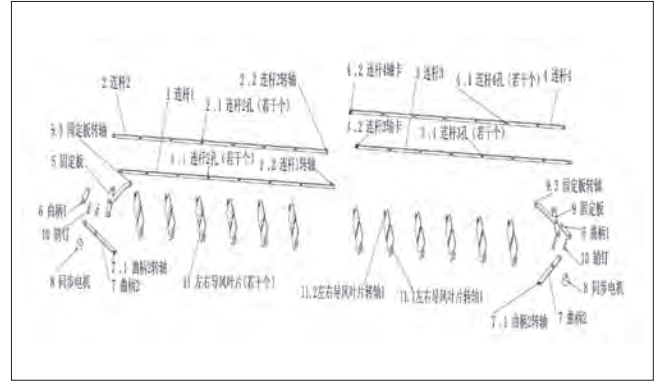 2 连杆2
1 连杆1
2.2 连杆2转轴
2.1 连杆2孔(若干个)
5.3 固定板转轴
5 固定板
1.1 连杆2孔(若干个)
1.2 连杆1转轴
6 曲柄1
10 销钉
7.1 曲柄2转轴
8 同步电机
7 曲柄2
11 左右导风叶片(若干个)
4.2 连杆4轴卡
3 连杆3
4.1 连杆4孔(若干个)
4 连杆4
3.1 连杆3孔(若干个)
9.3 固定板转轴
9 固定板
6 曲柄1
10 销钉
8 同步电机
11.2左右导风叶片转轴1
11.1左右导风叶片转轴1
7.1 曲柄2转轴
7 曲柄2